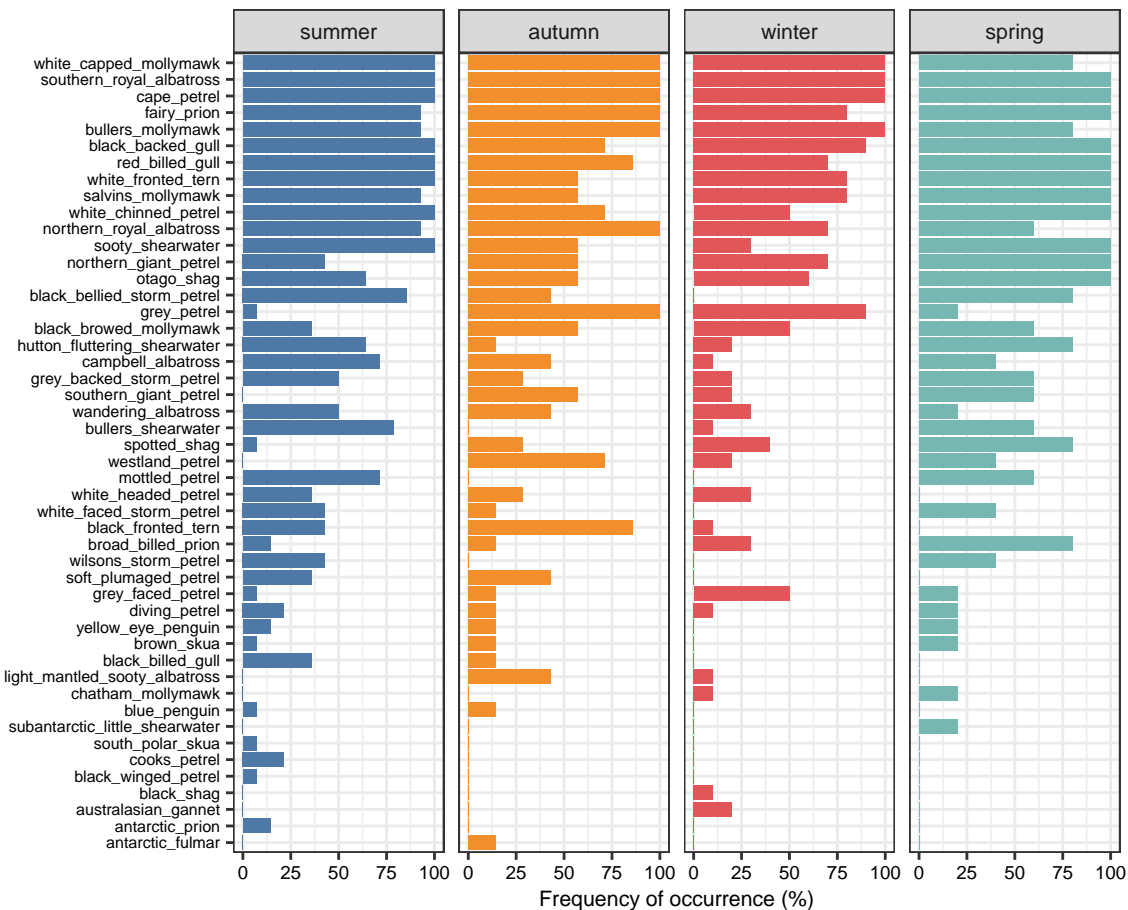 summer autumn winter spring
white_capped_mollymawk
southern_royal_albatross
cape_petrel
fairy_prion
bullers_mollymawk
black_backed_gull
red_billed_gull
white_fronted_tern
salvins_mollymawk
white_chinned_petrel
northern_royal_albatross
sooty_shearwater
northern_giant_petrel
otago_shag
black_bellied_storm_petrel
grey_petrel
black_browed_mollymawk
hutton_fluttering_shearwater
campbell_albatross
grey_backed_storm_petrel
southern_giant_petrel
wandering_albatross
bullers_shearwater
spotted_shag
westland_petrel
mottled_petrel
white_headed_petrel
white_faced_storm_petrel
black_fronted_tern
broad_billed_prion
wilsons_storm_petrel
soft_plumaged_petrel
grey_faced_petrel
diving_petrel
yellow_eye_penguin
brown_skua
black_billed_gull
light_mantled_sooty_albatross
chatham_mollymawk
blue_penguin
subantarctic_little_shearwater
south_polar_skua
cooks_petrel
black_winged_petrel
black_shag
australasian_gannet
antarctic_prion
antarctic_fulmar
0 25 50 75 100 0 25 50 75 100 0 25 50 75 100 0 25 50 75 100
Frequency of occurrence (%)